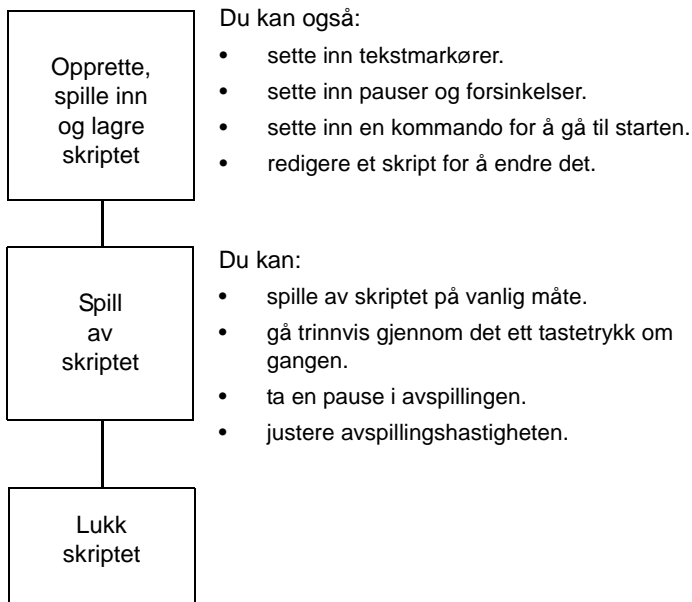 Opprette,
spille inn
og lagre
skriptet
Du kan også:
• sette inn tekstmarkører.
• sette inn pauser og forsinkelser.
• sette inn en kommando for å gå til starten.
• redigere et skript for å endre det.
Spill
av
skriptet
Du kan:
• spille av skriptet på vanlig måte.
• gå trinnvis gjennom det ett tastetrykk om
gangen.
• ta en pause i avspillingen.
• justere avspillingshastigheten.
Lukk
skriptet